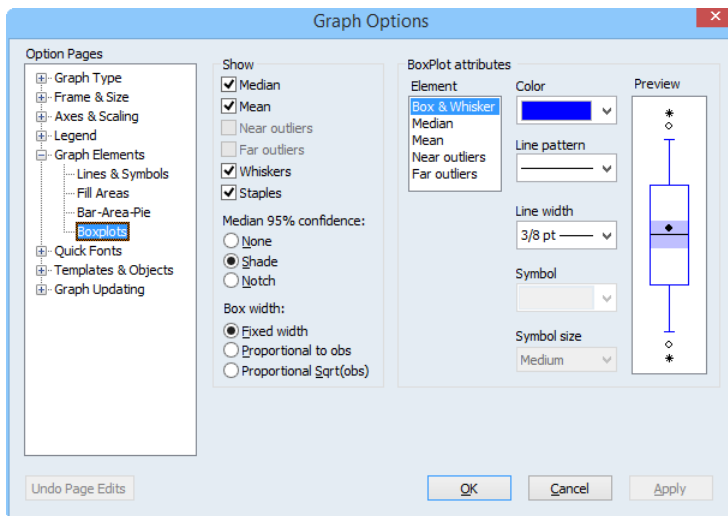 Graph Options
Option Pages
Graph Type
Frame & Size
Axes & Scaling
Legend
Graph Elements
Lines & Symbols
Fill Areas
Bar-Area-Pie
Boxplots
Quick Fonts
Templates & Objects
Graph Updating
Show
Median
Mean
Near outliers
Far outliers
Whiskers
Staples
Median 95% confidence:
None
Shade
Notch
Box width:
Fixed width
Proportional to obs
Proportional Sqrt(obs)
BoxPlot attributes
Element
Box & Whisker
Median
Mean
Near outliers
Far outliers
Color
Line pattern
Line width
3/8 pt
Symbol
Symbol size
Medium
Preview
Undo Page Edits
OK
Cancel
Apply